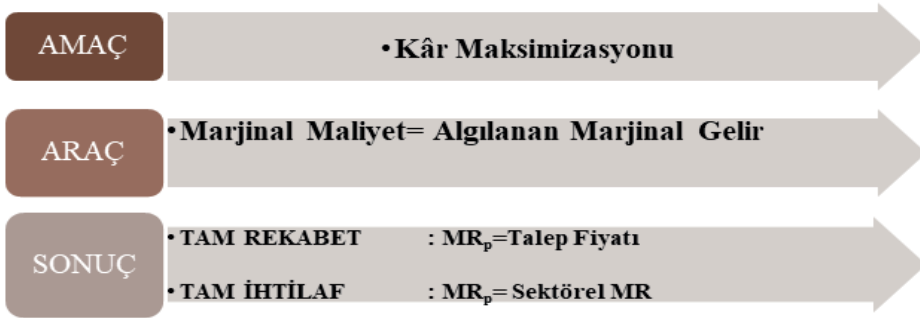 AMAÇ
•Kâr Maksimizasyonu
ARAÇ
•Marjinal Maliyet= Algılanan Marjinal Gelir
SONUÇ
•TAM REKABET : MRp=Talep Fiyatı
•TAM İHTİLAF : MRp= Sektörel MR